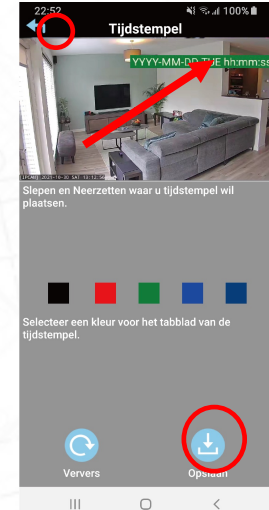 22:52 100%
Tijdstempel
YYYY-MM-DD TUE hh:mm:ss
Slepen en Neerzetten waar u tijdstempel wil
plaatsen.
Selecteer een kleur voor het tabblad van de
tijdstempel.
Ververs
Opslaan